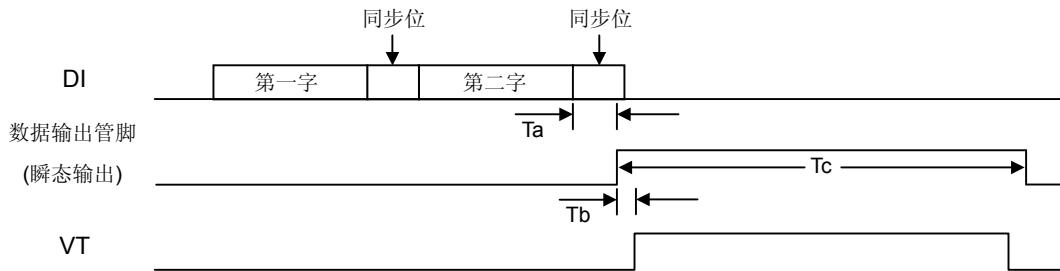 同步位 同步位
DI 第一字 第二字
Ta
数据输出管脚
(瞬态输出)
Tc
Tb
VT